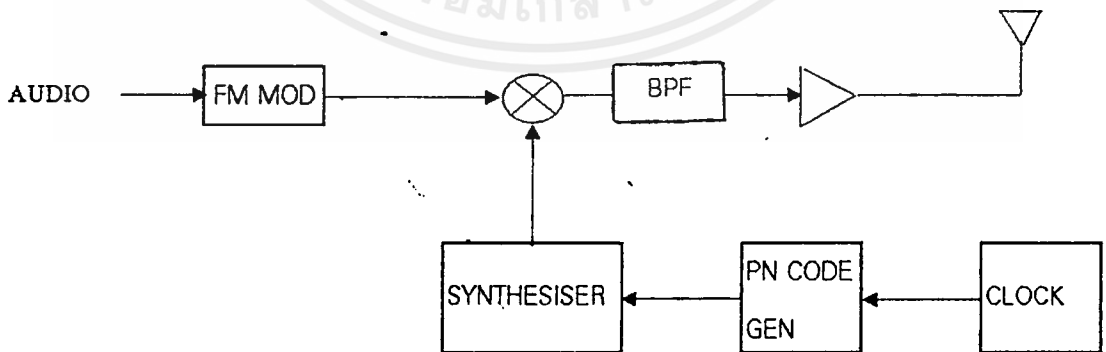 AUDIO
FM MOD
BPF
SYNTHESISER
PN CODE
GEN
CLOCK